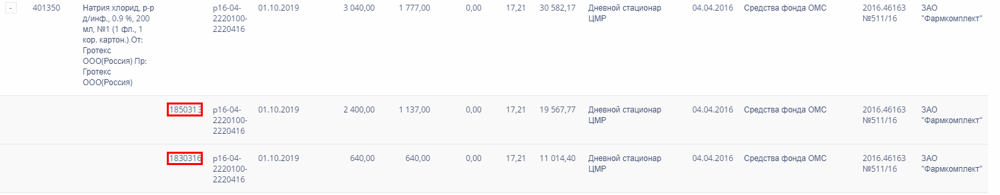 - 401350 Натрия хлорид, р-р р16-04- 01.10.2019 3 040,00 1 777,00 0,00 17,21 30 582,17 Дневной стационар 04.04.2016 Средства фонда ОМС 2016.46163 ЗАО
д/инф., 0.9 %, 200 2220100- ЦМР №511/16 "Фармкомплект"
мл, №1 (1 фл., 1 2220416
кор. картон.) От:
Гротекс
ООО(Россия) Пр:
Гротекс
ООО(Россия)
1850313 р16-04- 01.10.2019 2 400,00 1 137,00 0,00 17,21 19 567,77 Дневной стационар 04.04.2016 Средства фонда ОМС 2016.46163 ЗАО
2220100- ЦМР №511/16 "Фармкомплект"
2220416
1830316 р16-04- 01.10.2019 640,00 640,00 0,00 17,21 11 014,40 Дневной стационар 04.04.2016 Средства фонда ОМС 2016.46163 ЗАО
2220100- ЦМР №511/16 "Фармкомплект"
2220416